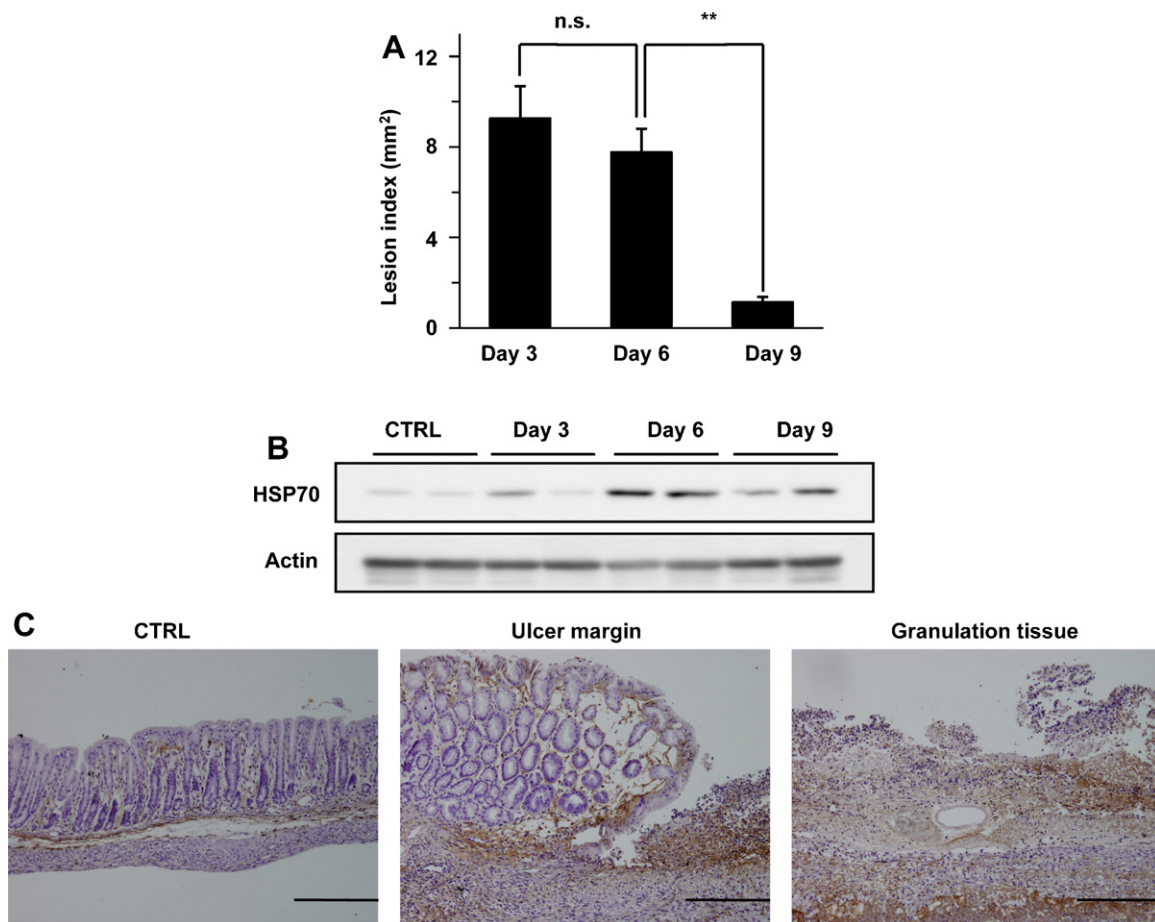 n.s.
**
A
12
8
4
0
Lesion index (mm²)
Day 3 Day 6 Day 9
B
CTRL Day 3 Day 6 Day 9
HSP70
Actin
C
CTRL Ulcer margin Granulation tissue